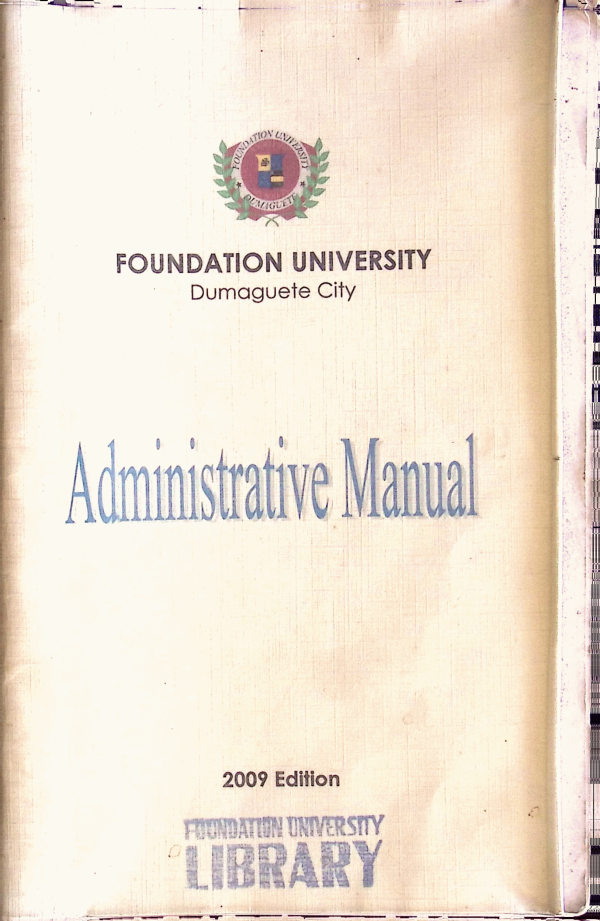 FOUNDATION UNIVERSITY
DUMAGUETE
FOUNDATION UNIVERSITY
Dumaguete City
Administrative Manual
2009 Edition
FOUNDATION UNIVERSITY
LIBRARY